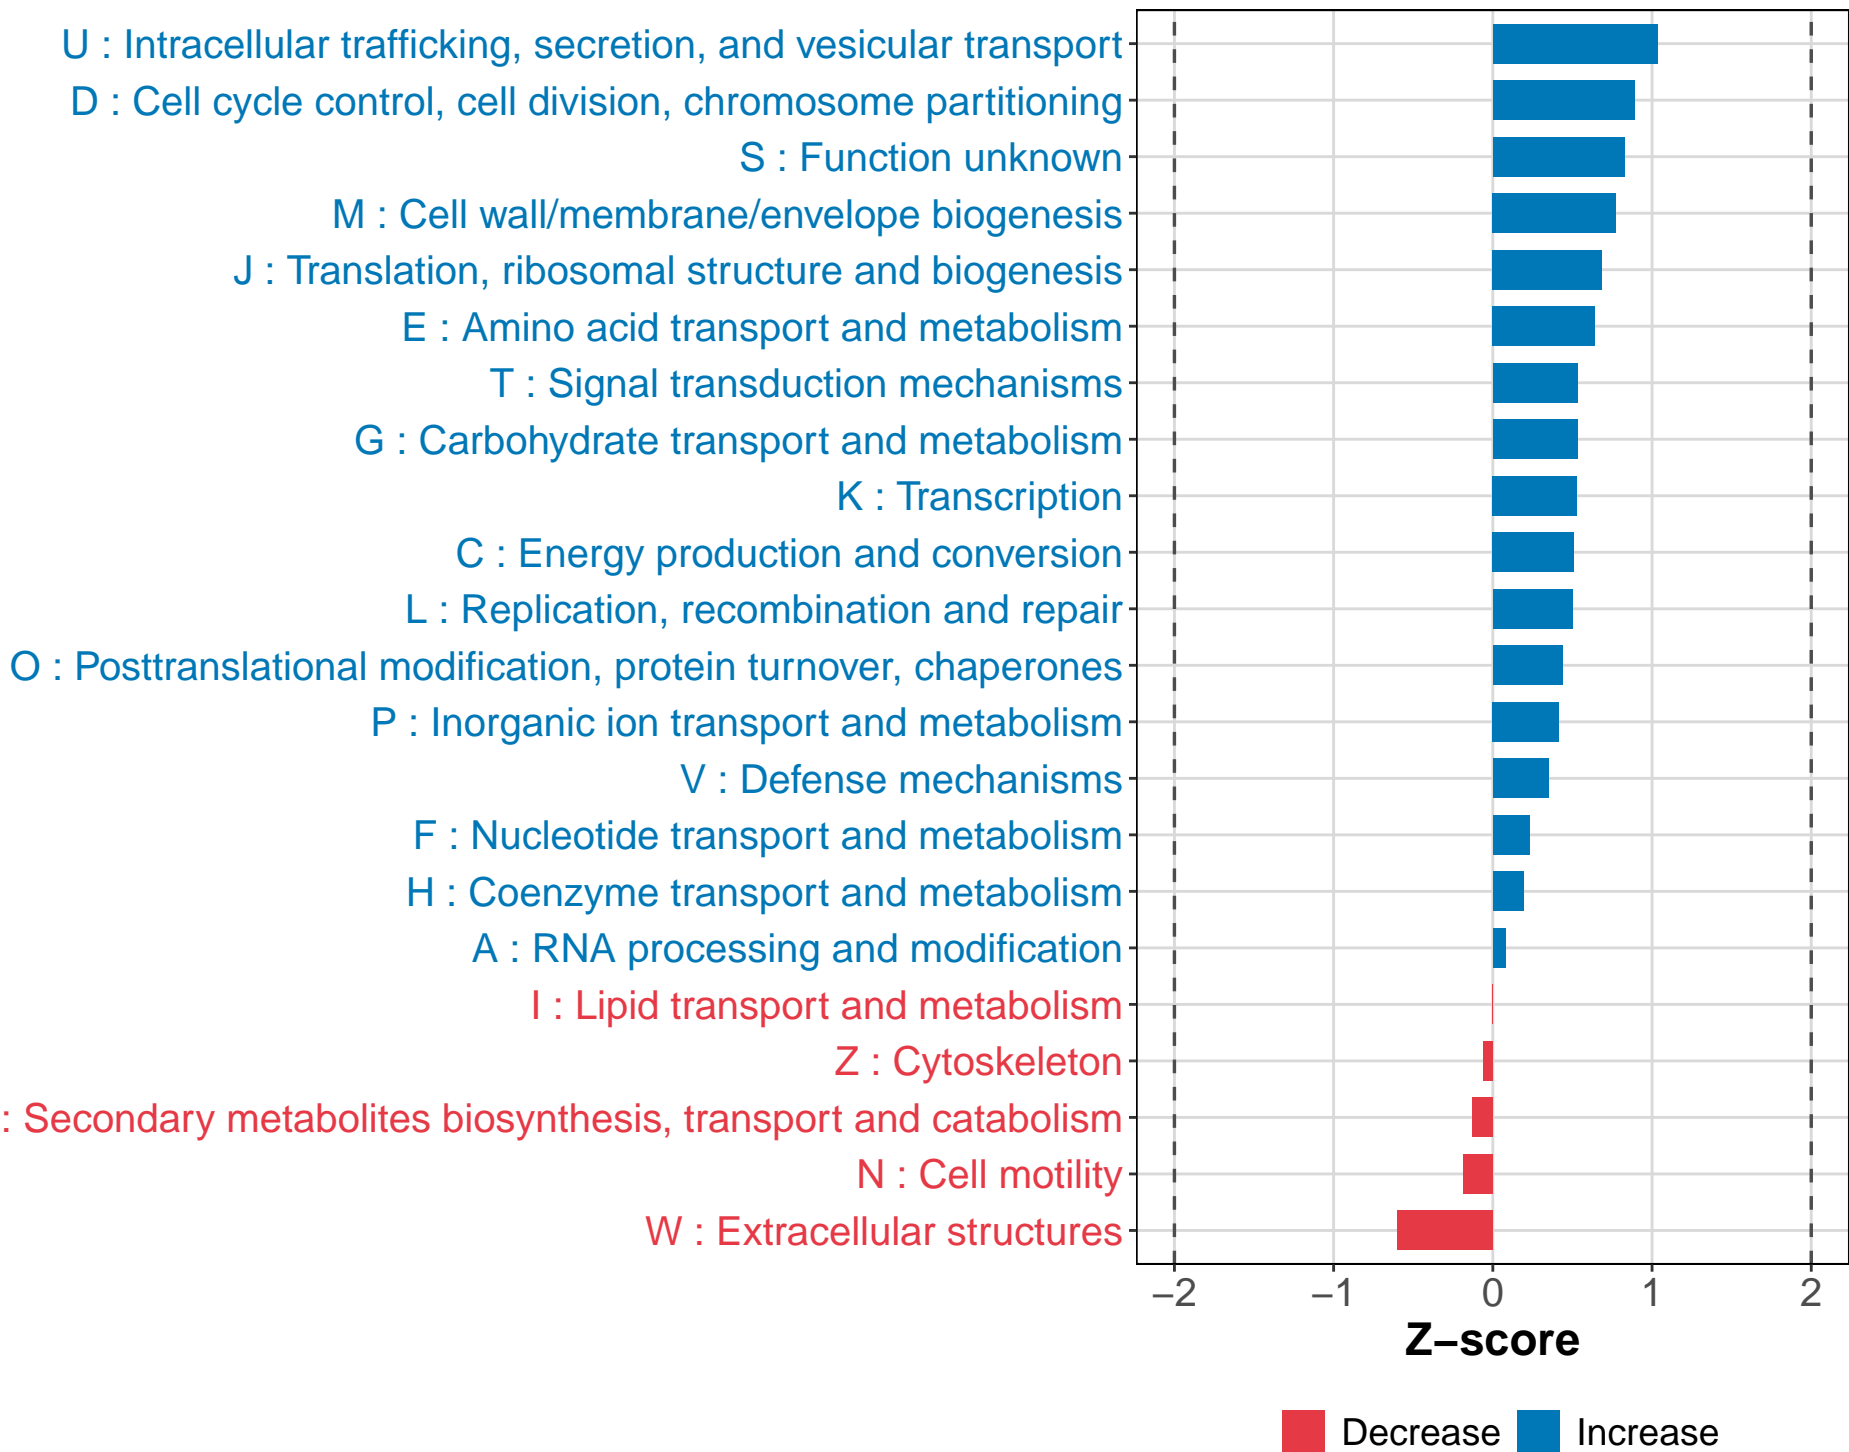 U : Intracellular trafficking, secretion, and vesicular transport
D : Cell cycle control, cell division, chromosome partitioning
S : Function unknown
M : Cell wall/membrane/envelope biogenesis
J : Translation, ribosomal structure and biogenesis
E : Amino acid transport and metabolism
T : Signal transduction mechanisms
G : Carbohydrate transport and metabolism
K : Transcription
C : Energy production and conversion
L : Replication, recombination and repair
O : Posttranslational modification, protein turnover, chaperones
P : Inorganic ion transport and metabolism
V : Defense mechanisms
F : Nucleotide transport and metabolism
H : Coenzyme transport and metabolism
A : RNA processing and modification
I : Lipid transport and metabolism
Z : Cytoskeleton
: Secondary metabolites biosynthesis, transport and catabolism
N : Cell motility
W : Extracellular structures
−2 −1 0 1 2
Z−score
Decrease Increase